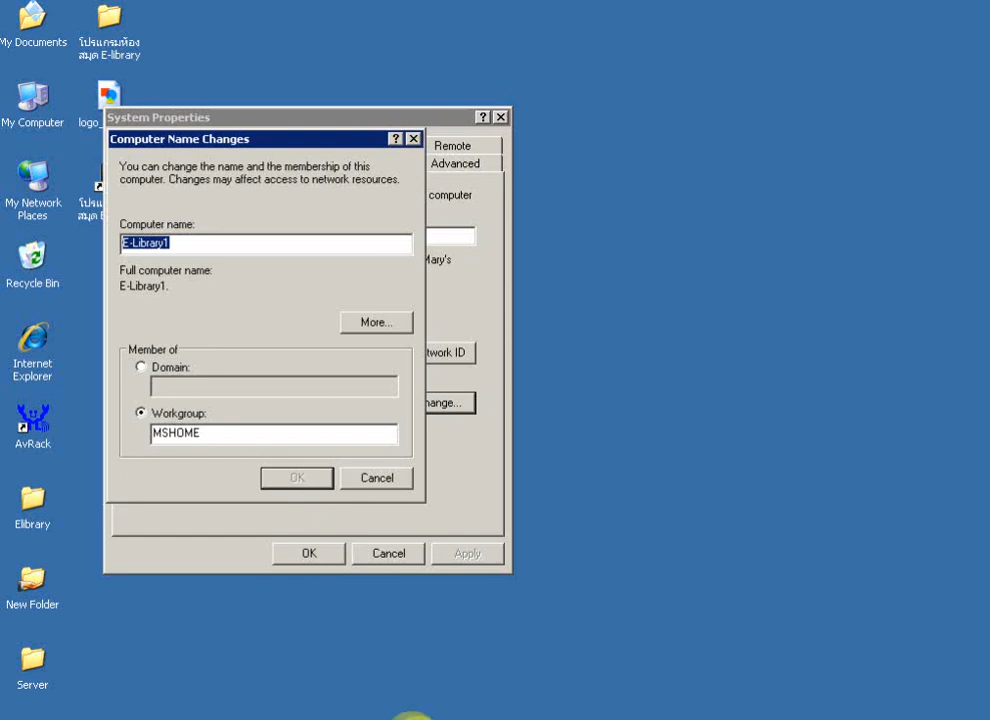 My Documents
โปรแกรมห้อง
สมุด E-library
My Computer
logo_
My Network
Places
Recycle Bin
Internet
Explorer
AvRack
Elibrary
New Folder
Server
System Properties
Remote
Advanced
computer
Mary's
twork ID
hange...
OK
Cancel
Apply
Computer Name Changes
You can change the name and the membership of this
computer. Changes may affect access to network resources.
Computer name:
E-Library1
Full computer name:
E-Library1.
More...
Member of
Domain:
Workgroup:
MSHOME
OK
Cancel